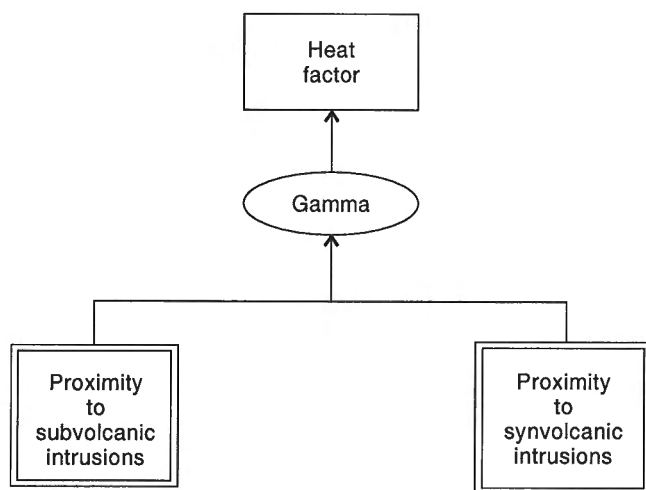 Heat
factor
Gamma
Proximity
to
subvolcanic
intrusions
Proximity
to
synvolcanic
intrusions